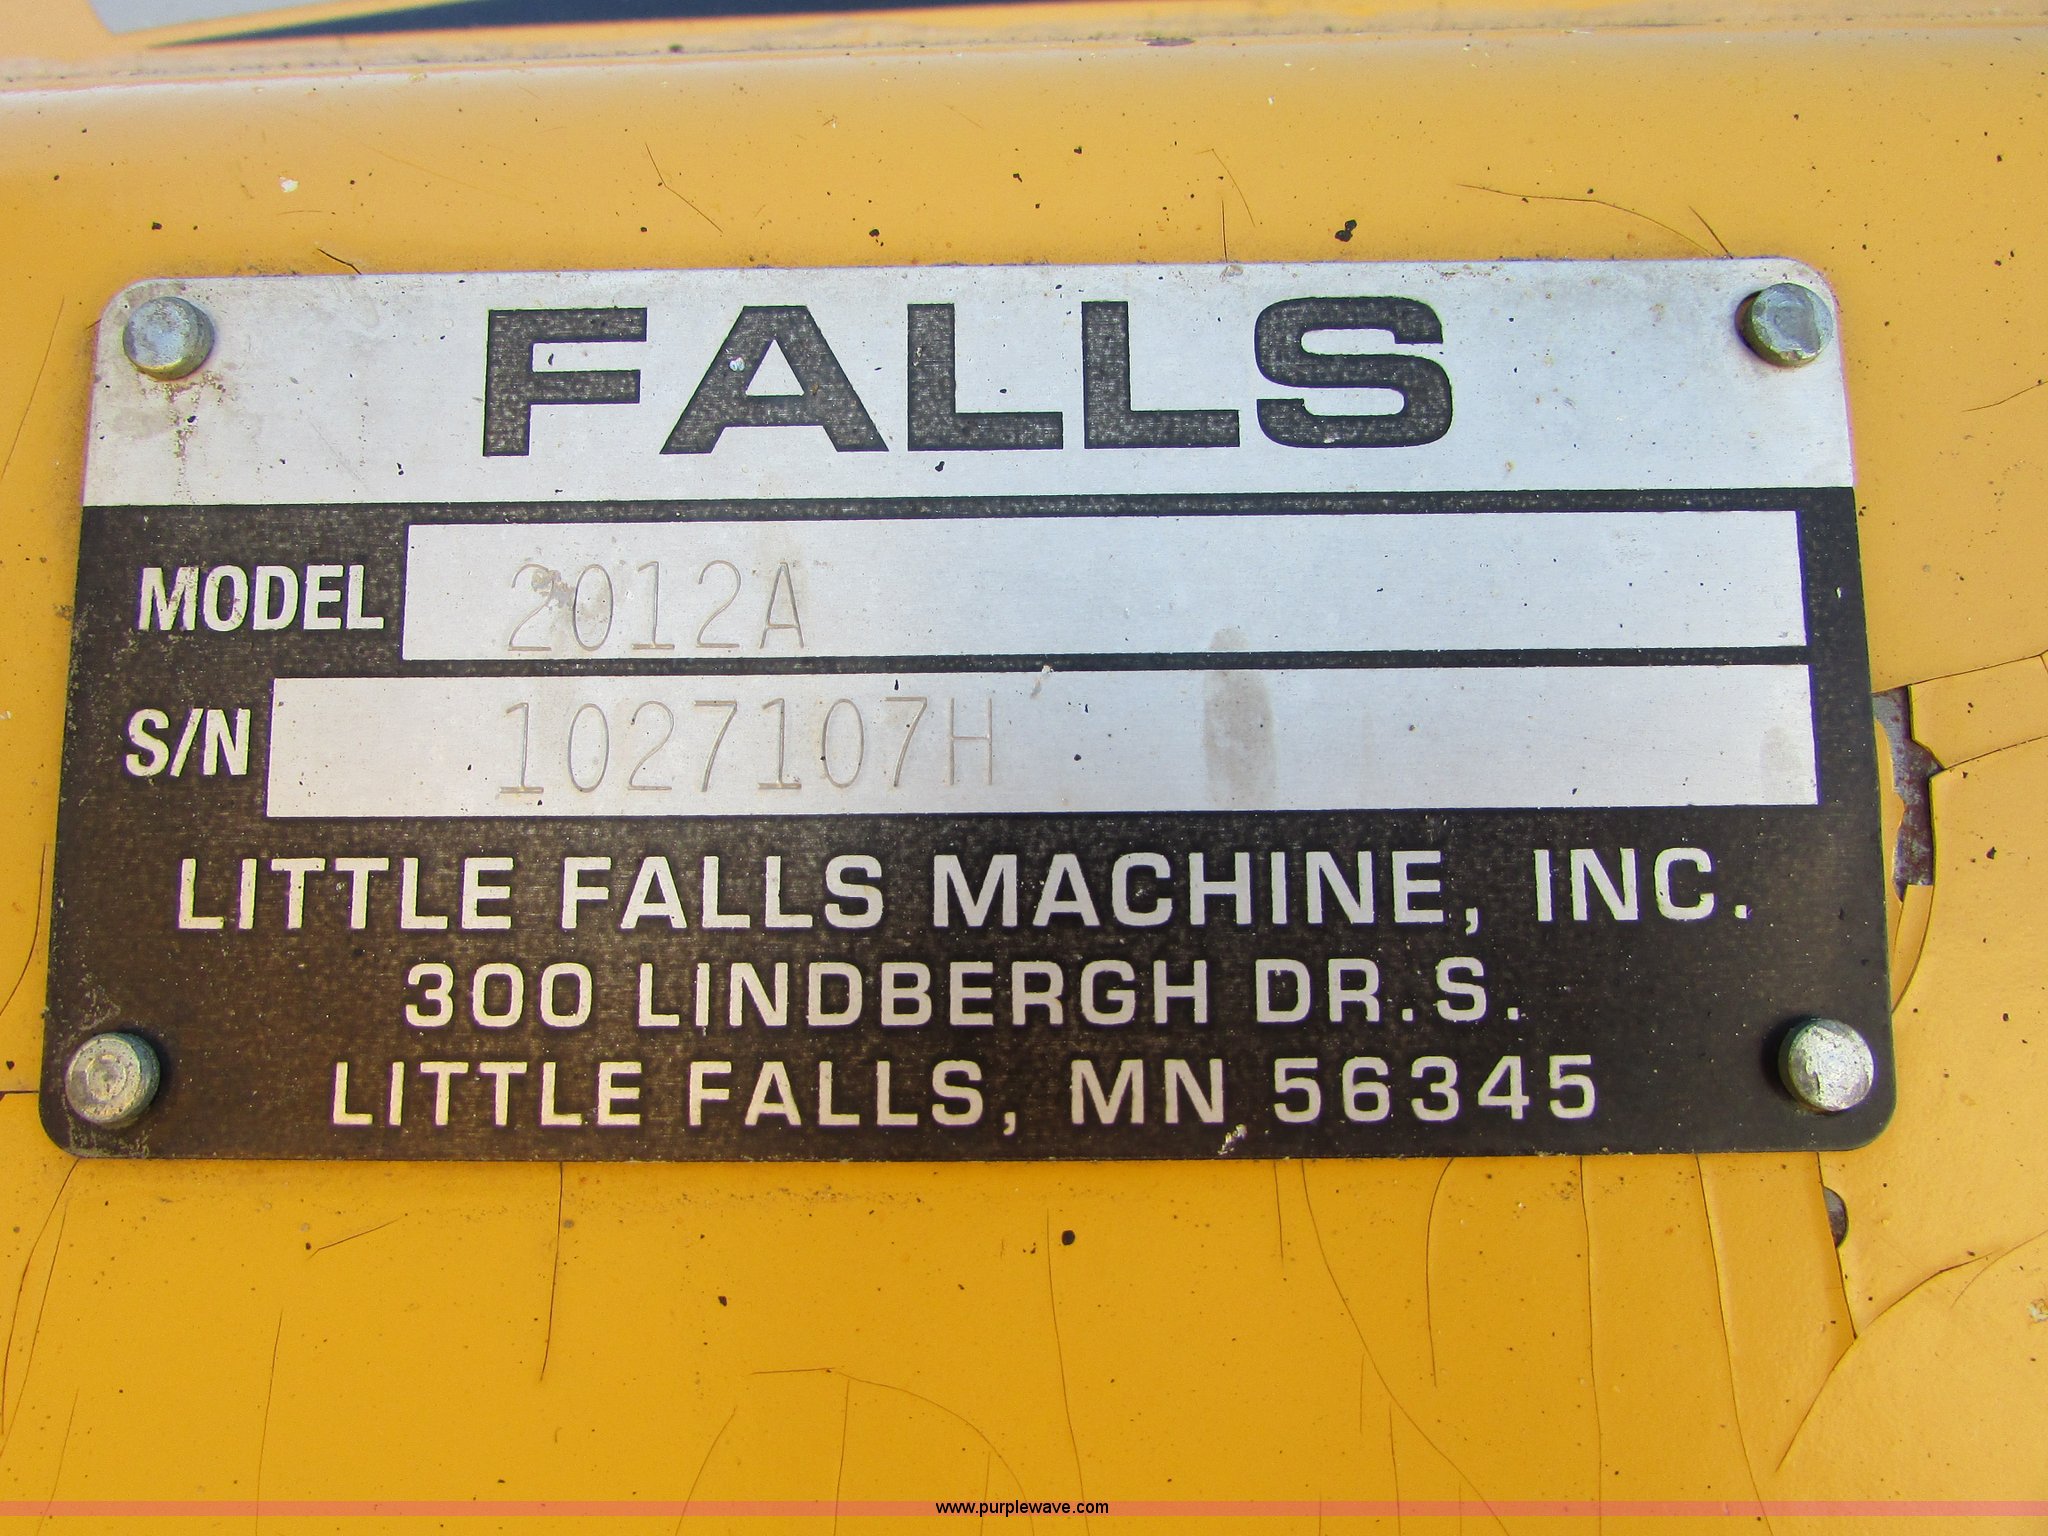 FALLS
MODEL 2012A
S/N 1027107H
LITTLE FALLS MACHINE, INC.
300 LINDBERGH DR. S.
LITTLE FALLS, MN 56345
www.purplewave.com